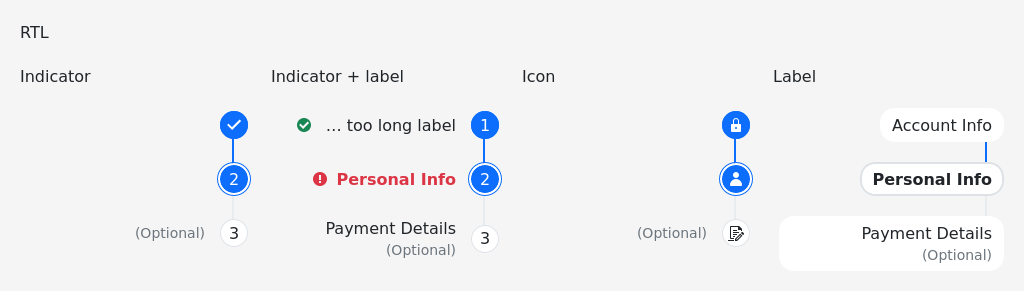 RTL
Indicator
Indicator + label
Icon
Label
2
(Optional) 3
... too long label 1
Personal Info 2
Payment Details
(Optional)
3
(Optional)
Account Info
Personal Info
Payment Details
(Optional)